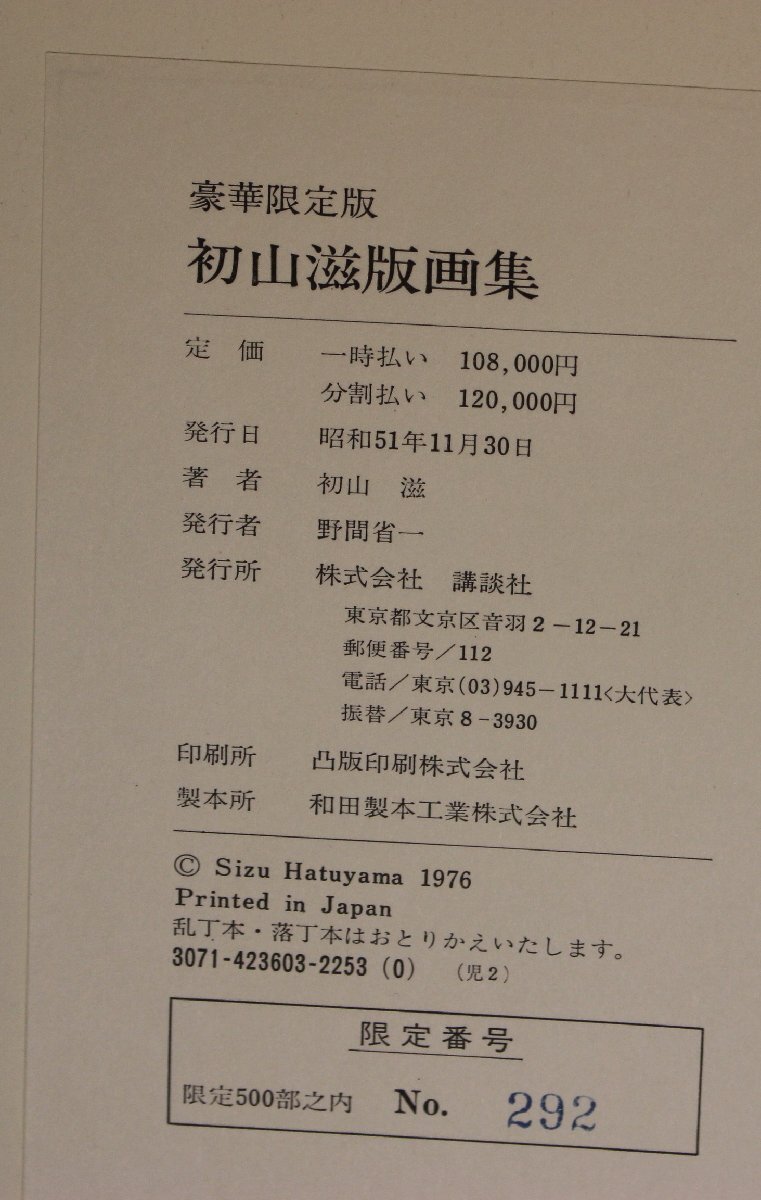 豪華限定版
初山滋版画集
定　価　一時払い　108,000円
分割払い　120,000円
発行日　昭和51年11月30日
著　者　初山　滋
発行者　野間省一
発行所　株式会社　講談社
東京都文京区音羽2－12－21
郵便番号／112
電話／東京(03)945－1111<大代表>
振替／東京8－3930
印刷所　凸版印刷株式会社
製本所　和田製本工業株式会社
© Sizu Hatuyama 1976
Printed in Japan
乱丁本・落丁本はおとりかえいたします。
3071-423603-2253 (0)　（児2）
限定番号
限定500部之内　No. 292